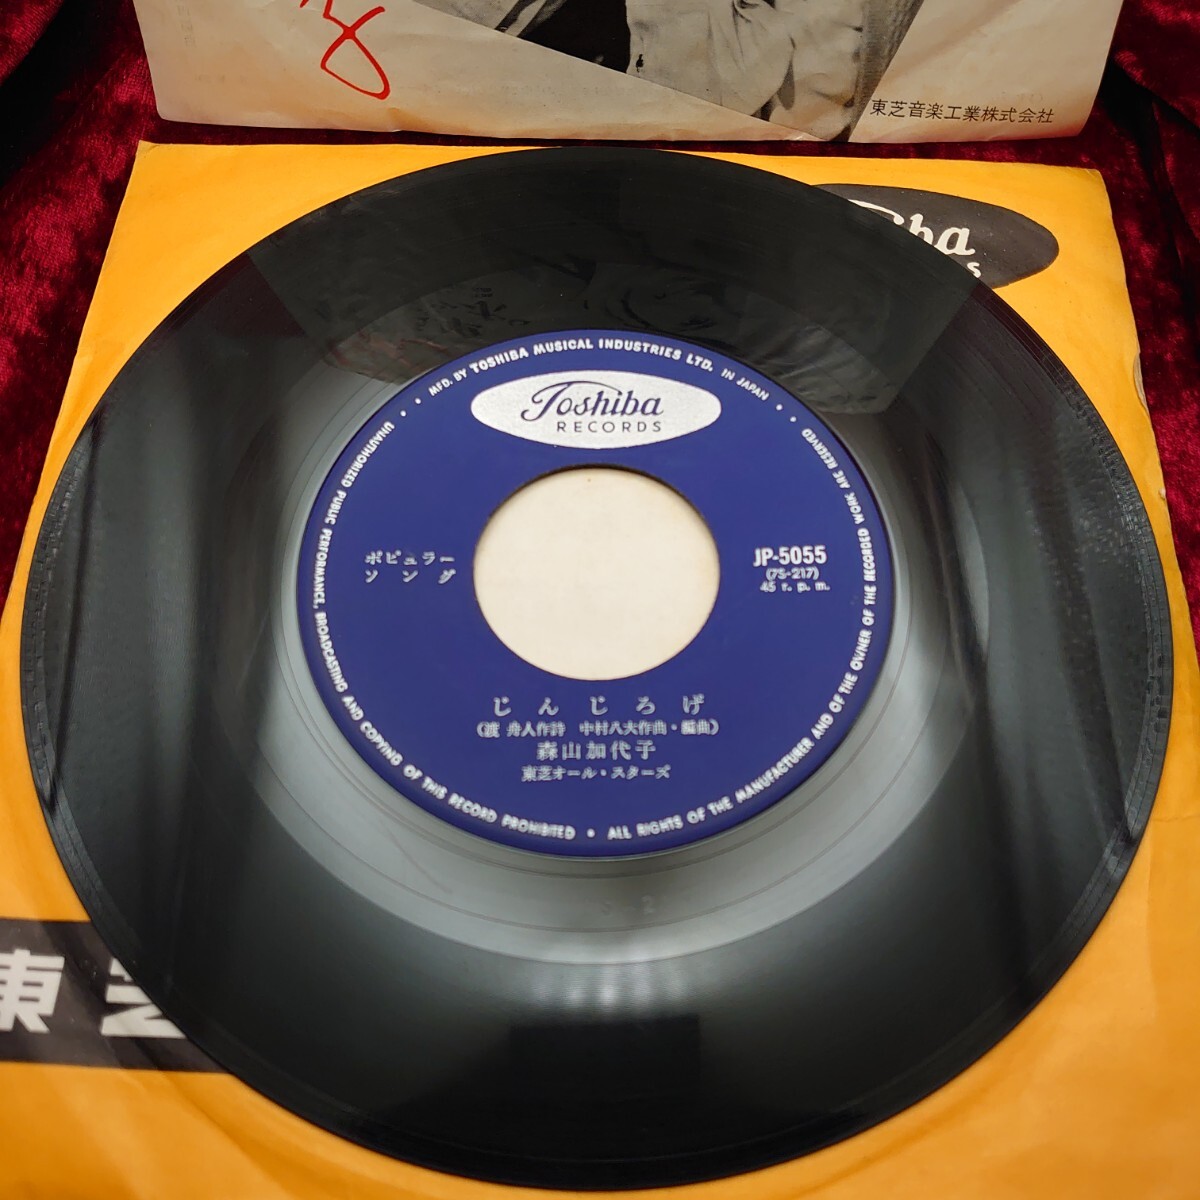 東芝音楽工業株式会社
MFD. BY TOSHIBA MUSICAL INDUSTRIES LTD. IN JAPAN
Toshiba
RECORDS
ポピュラー
ソング
JP-5055
(7S-217)
45 r. p. m.
じんじろげ
(渡 舟人作詩 中村八大作曲・編曲)
森山加代子
東芝オール・スターズ
UNAUTHORIZED PUBLIC PERFORMANCE, BROADCASTING AND COPYING OF THIS RECORD PROHIBITED • ALL RIGHTS OF THE MANUFACTURER AND OF THE OWNER OF THE RECORDED WORK ARE RESERVED
東芝